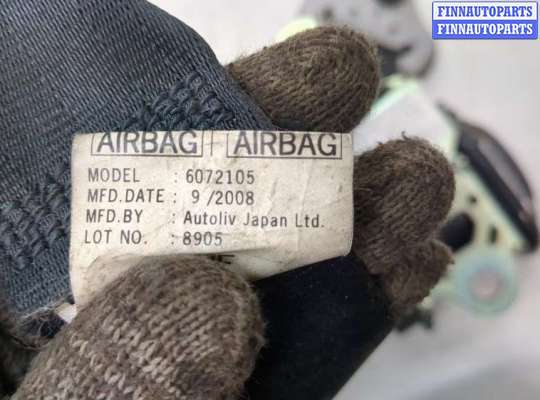 FINNAUTOPARTS
FINNAUTOPARTS
AIRBAG AIRBAG
MODEL : 6072105
MFD.DATE : 9 /2008
MFD.BY : Autoliv Japan Ltd.
LOT NO. : 8905